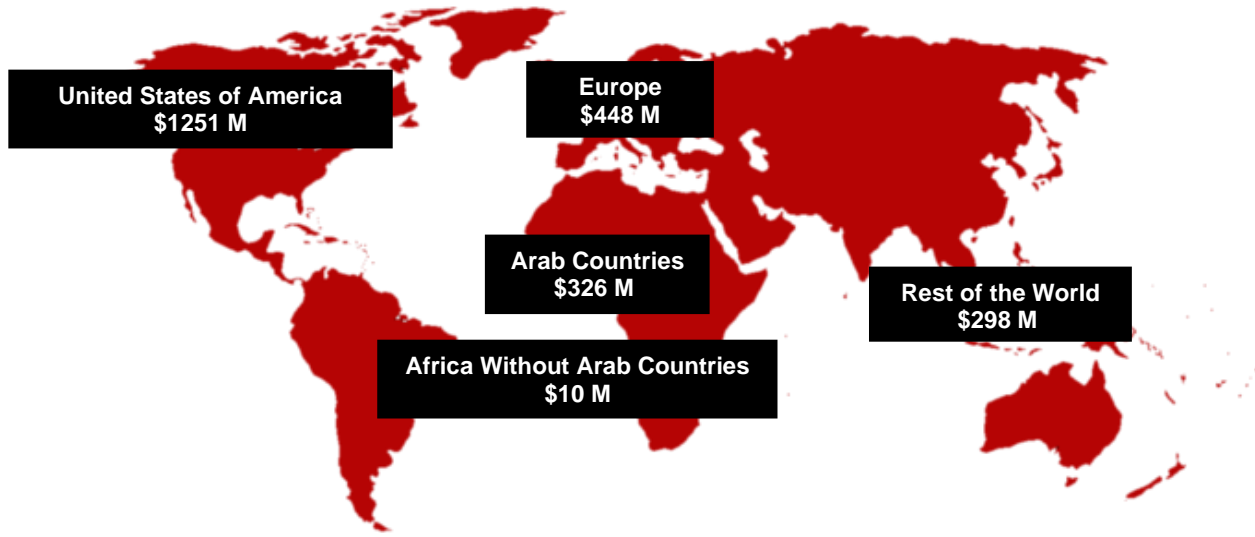 United States of America
$1251 M
Europe
$448 M
Arab Countries
$326 M
Rest of the World
$298 M
Africa Without Arab Countries
$10 M